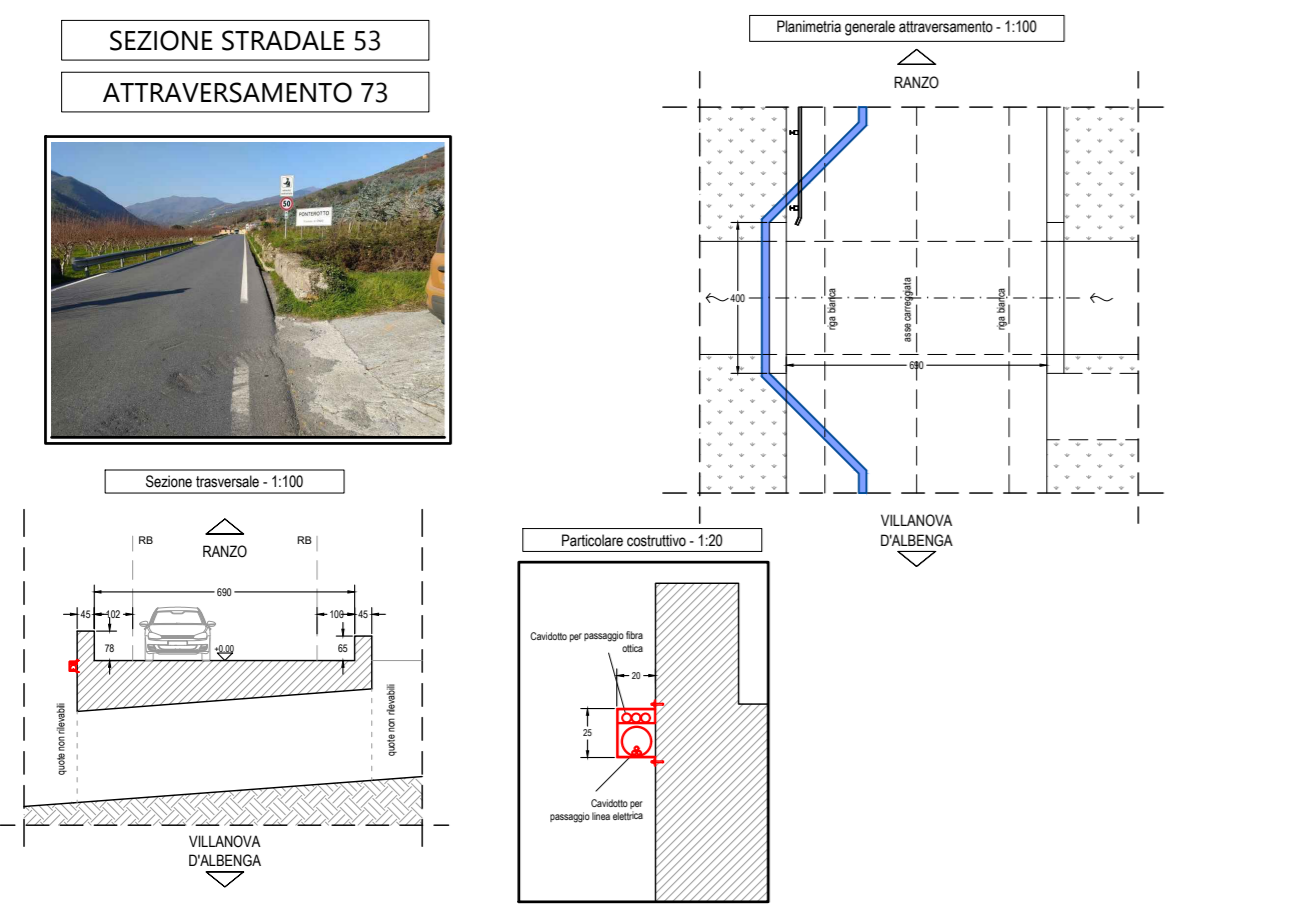 SEZIONE STRADALE 53
ATTRAVERSAMENTO 73
50
PONTEROTTO
Planimetria generale attraversamento - 1:100
RANZO
400
riga bianca
asse carreggiata
riga bianca
690
VILLANOVA
D'ALBENGA
Sezione trasversale - 1:100
RB
RANZO
RB
690
45
102
100
45
78
+0.00
65
quote non rilevabili
quote non rilevabili
VILLANOVA
D'ALBENGA
Particolare costruttivo - 1:20
Cavidotto per passaggio fibra
ottica
20
25
Cavidotto per
passaggio linea elettrica